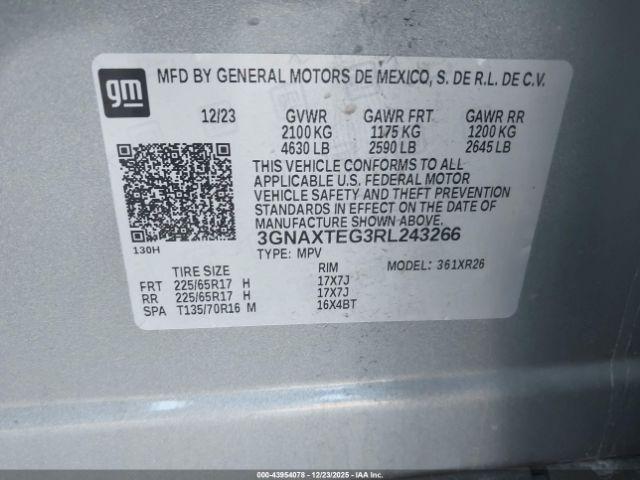 gm
MFD BY GENERAL MOTORS DE MEXICO, S. DE R.L. DE C.V.
12/23 GVWR GAWR FRT GAWR RR
2100 KG 1175 KG 1200 KG
4630 LB 2590 LB 2645 LB
THIS VEHICLE CONFORMS TO ALL
APPLICABLE U.S. FEDERAL MOTOR
VEHICLE SAFETY AND THEFT PREVENTION
STANDARDS IN EFFECT ON THE DATE OF
MANUFACTURE SHOWN ABOVE.
3GNAXTEG3RL243266
130H
TYPE: MPV
MODEL: 361XR26
TIRE SIZE RIM
FRT 225/65R17 H 17X7J
RR 225/65R17 H 17X7J
SPA T135/70R16 M 16X4BT
000-43954078 - 12/23/2025 - IAA INC.